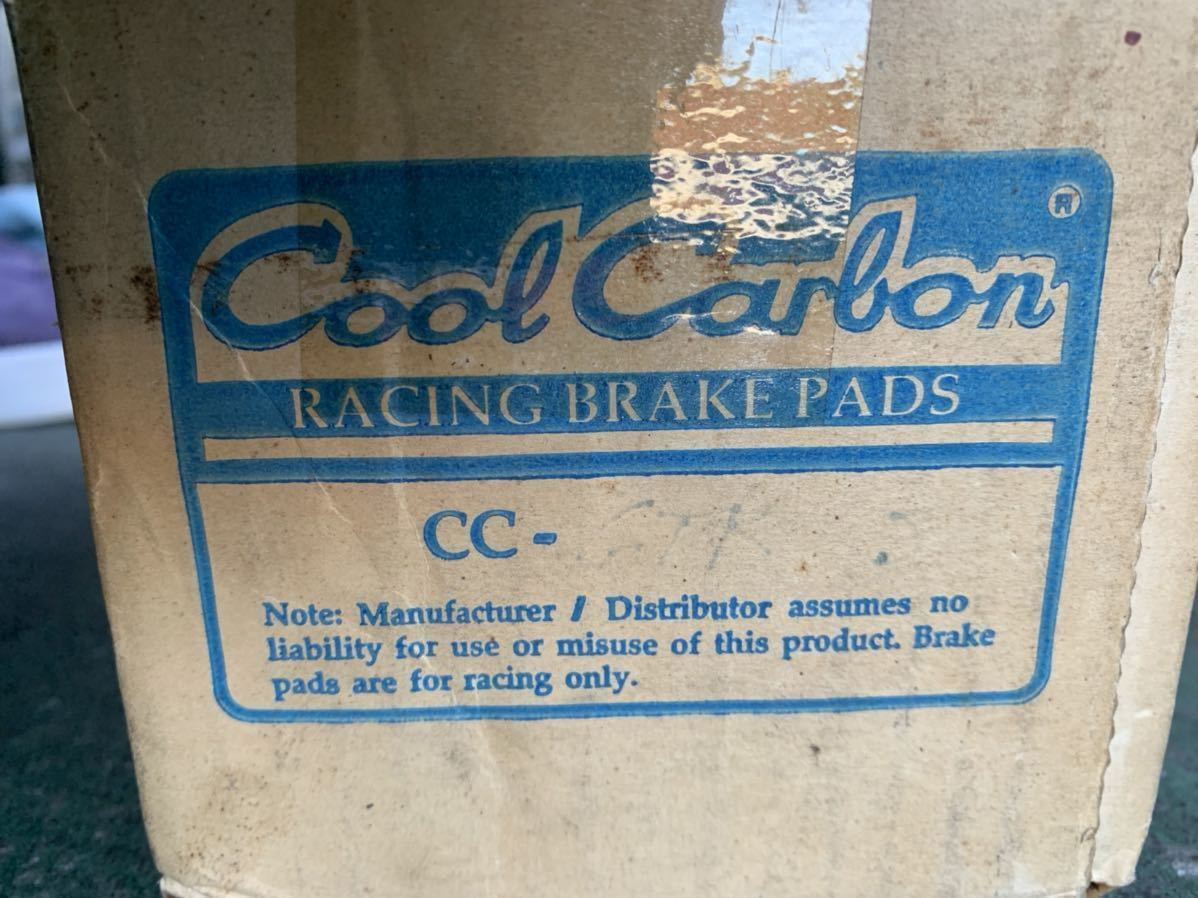 Cool Carbon ®
RACING BRAKE PADS
CC-
Note: Manufacturer / Distributor assumes no
liability for use or misuse of this product. Brake
pads are for racing only.